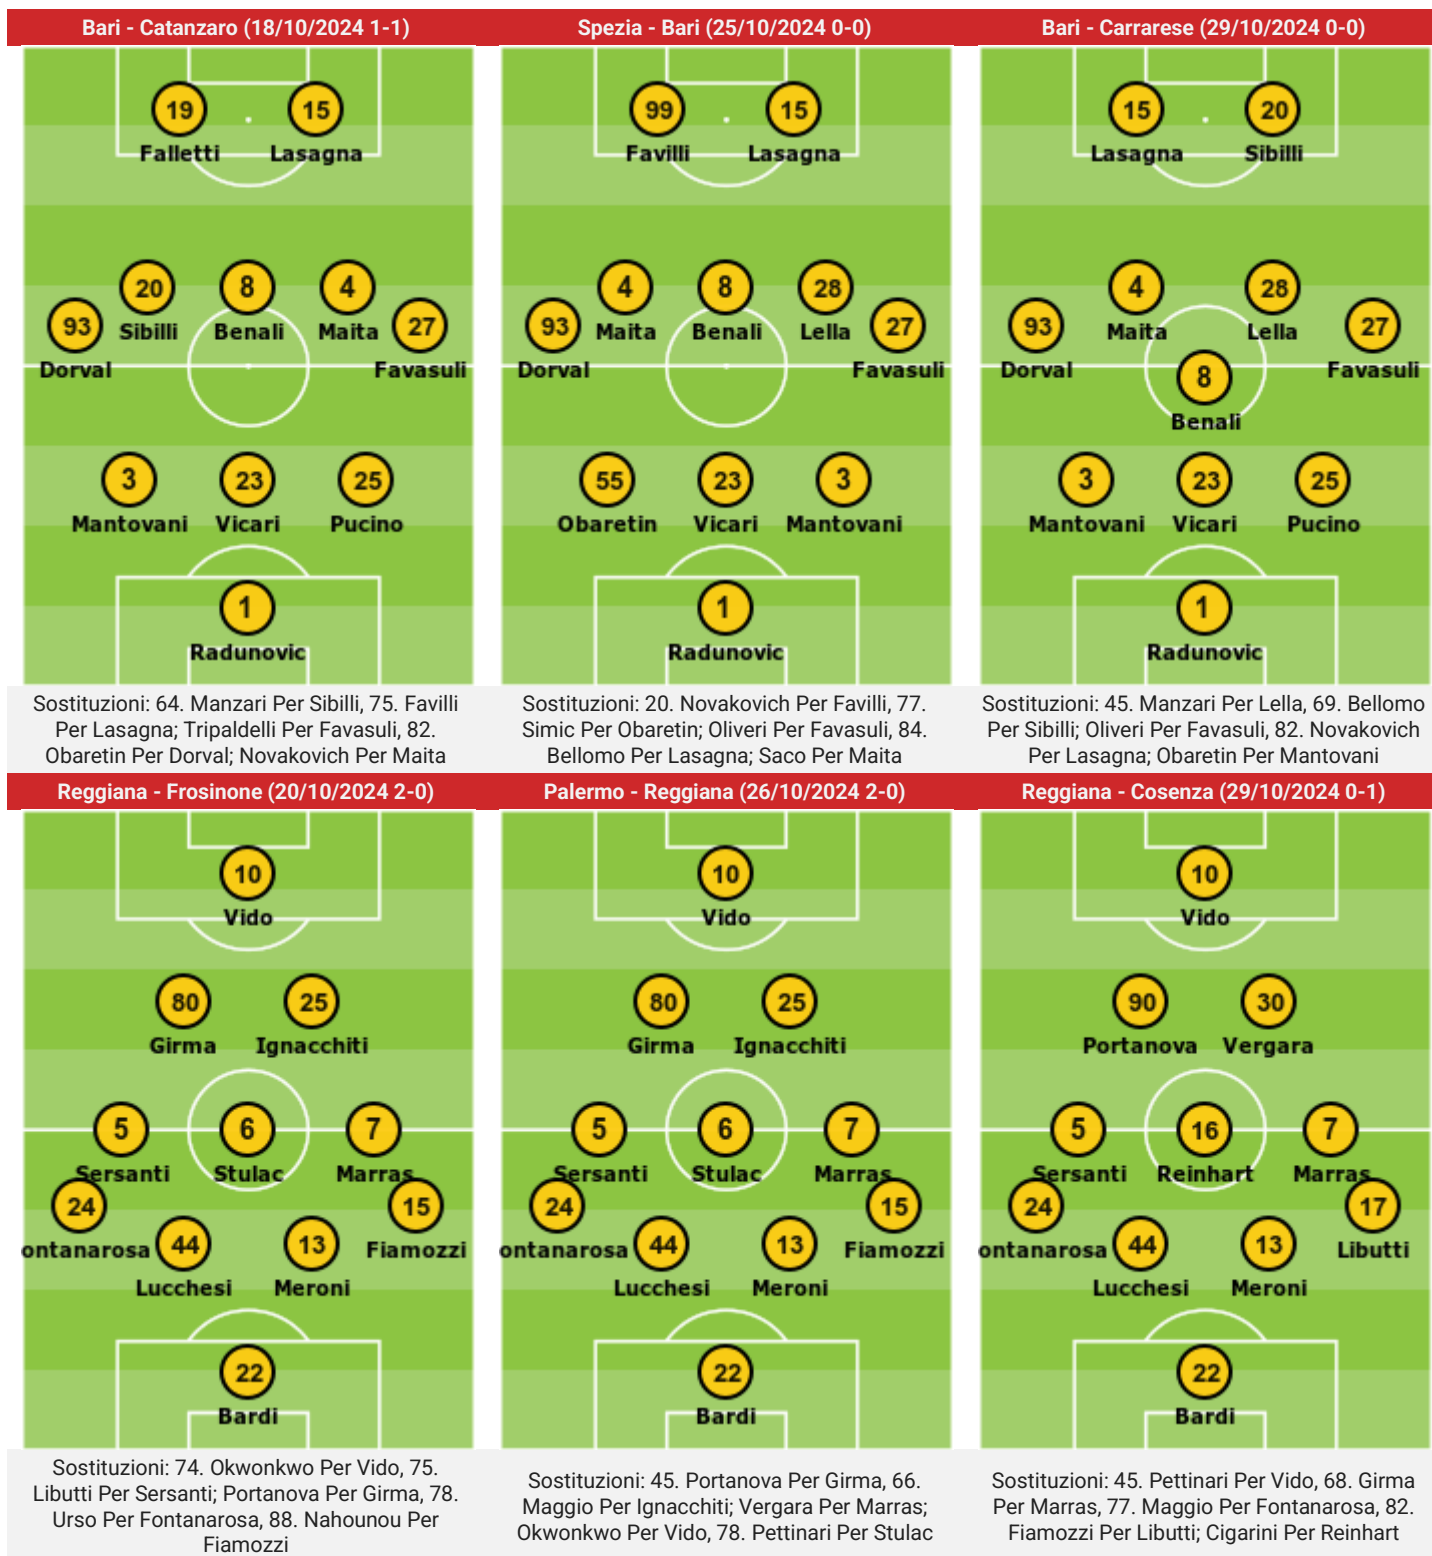 Bari - Catanzaro (18/10/2024 1-1)
19 15
Falletti Lasagna
20 8 4
93 Sibilli Benali Maita 27
Dorval Favasuli
3 23 25
Mantovani Vicari Pucino
1
Radunovic
Sostituzioni: 64. Manzari Per Sibilli, 75. Favilli
Per Lasagna; Tripaldelli Per Favasuli, 82.
Obaretin Per Dorval; Novakovich Per Maita
Spezia - Bari (25/10/2024 0-0)
99 15
Favilli Lasagna
4 8 28
93 Maita Benali Lella 27
Dorval Favasuli
55 23 3
Obaretin Vicari Mantovani
1
Radunovic
Sostituzioni: 20. Novakovich Per Favilli, 77.
Simic Per Obaretin; Oliveri Per Favasuli, 84.
Bellomo Per Lasagna; Saco Per Maita
Bari - Carrarese (29/10/2024 0-0)
15 20
Lasagna Sibilli
4 28
93 Maita Lella 27
Dorval Favasuli
8
Benali
3 23 25
Mantovani Vicari Pucino
1
Radunovic
Sostituzioni: 45. Manzari Per Lella, 69. Bellomo
Per Sibilli; Oliveri Per Favasuli, 82. Novakovich
Per Lasagna; Obaretin Per Mantovani
Reggiana - Frosinone (20/10/2024 2-0)
10
Vido
80 25
Girma Ignacchiti
5 6 7
Sersanti Stulac Marras
24 15
ontanarosa 44 13 Fiamozzi
Lucchesi Meroni
22
Bardi
Sostituzioni: 74. Okwonkwo Per Vido, 75.
Libutti Per Sersanti; Portanova Per Girma, 78.
Urso Per Fontanarosa, 88. Nahounou Per
Fiamozzi
Palermo - Reggiana (26/10/2024 2-0)
10
Vido
80 25
Girma Ignacchiti
5 6 7
Sersanti Stulac Marras
24 15
ontanarosa 44 13 Fiamozzi
Lucchesi Meroni
22
Bardi
Sostituzioni: 45. Portanova Per Girma, 66.
Maggio Per Ignacchiti; Vergara Per Marras;
Okwonkwo Per Vido, 78. Pettinari Per Stulac
Reggiana - Cosenza (29/10/2024 0-1)
10
Vido
90 30
Portanova Vergara
5 16 7
Sersanti Reinhart Marras
24 17
ontanarosa 44 13 Libutti
Lucchesi Meroni
22
Bardi
Sostituzioni: 45. Pettinari Per Vido, 68. Girma
Per Marras, 77. Maggio Per Fontanarosa, 82.
Fiamozzi Per Libutti; Cigarini Per Reinhart